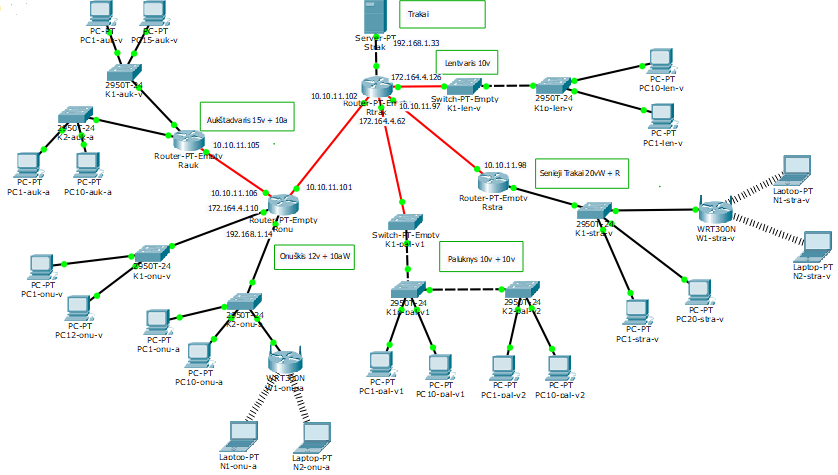 PC-PT
PC1-auk-v
PC-PT
PC15-auk-v
2950T-24
K1-auk-v
2950T-24
K2-auk-a
PC-PT
PC1-auk-a
PC-PT
PC10-auk-a
Aukštadvaris 15v + 10a
Router-PT-Empty
Rauk
10.10.11.105
Server-PT
Strak
Trakai
192.168.1.33
172.164.4.126
10.10.11.102
Router-PT-Em
Rtrak
10.10.11.97
172.164.4.62
Lentvaris 10v
Switch-PT-Empty
K1-len-v
2950T-24
K1b-len-v
PC-PT
PC10-len-v
PC-PT
PC1-len-v
10.10.11.98
Router-PT-Empty
Rstra
Senieji Trakai 20vW + R
2950T-24
K1-stra-v
WRT300N
W1-stra-v
Laptop-PT
N1-stra-v
Laptop-PT
N2-stra-v
PC-PT
PC1-stra-v
PC-PT
PC20-stra-v
10.10.11.101
10.10.11.106
172.164.4.110
Router-PT-Empty
Ronu
192.168.1.14
Onuškis 12v + 10aW
2950T-24
K1-onu-v
PC-PT
PC1-onu-v
PC-PT
PC12-onu-v
2950T-24
K2-onu-a
PC-PT
PC1-onu-a
PC-PT
PC10-onu-a
WRT300N
W1-onu-a
Laptop-PT
N1-onu-a
Laptop-PT
N2-onu-a
Switch-PT-Empty
K1-pal-v1
Paluknys 10v + 10v
2950T-24
2950T-24
K2-pal-v2
PC-PT
PC1-pal-v1
PC-PT
PC10-pal-v1
PC-PT
PC1-pal-v2
PC-PT
PC10-pal-v2